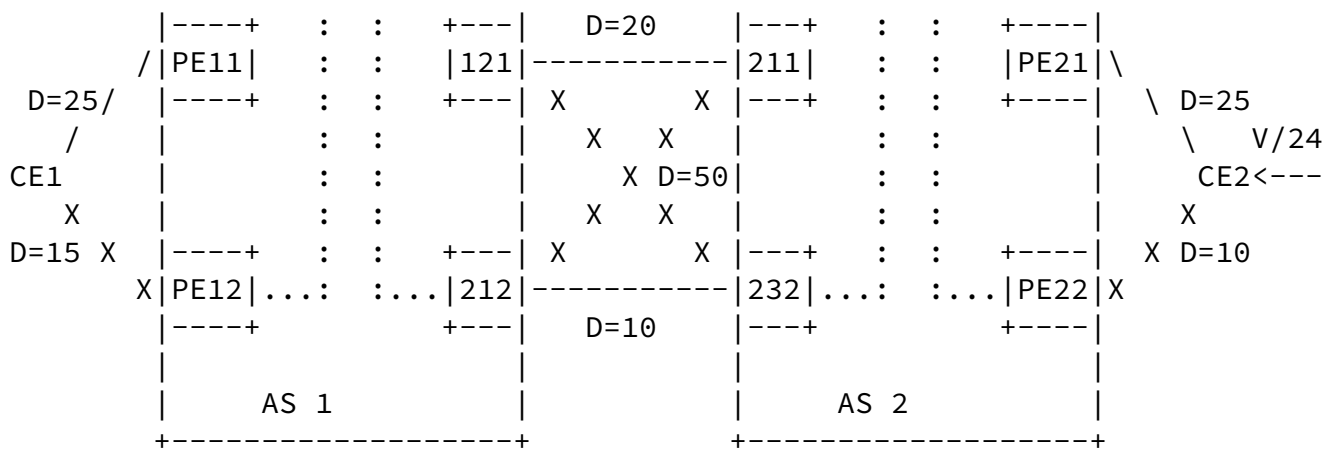 |----+   :  :   +---|   D=20    |---+   :  :   +----|
/|PE11|   :  :   |121|-----------|211|   :  :   |PE21|\
D=25/  |----+   :  :   +---| X       X |---+   :  :   +----|  \ D=25
/    |        :  :       |   X   X   |       :  :        |    \   V/24
CE1     |        :  :       |     X D=50|       :  :        |     CE2<---
X     |        :  :       |   X   X   |       :  :        |    X
D=15 X  |----+   :  :   +---| X       X |---+   :  :   +----|  X D=10
X|PE12|...:  :...|212|-----------|232|...:  :...|PE22|X
|----+          +---|   D=10    |---+          +----|
|                   |           |                   |
|     AS 1          |           |     AS 2          |
+-------------------+           +-------------------+